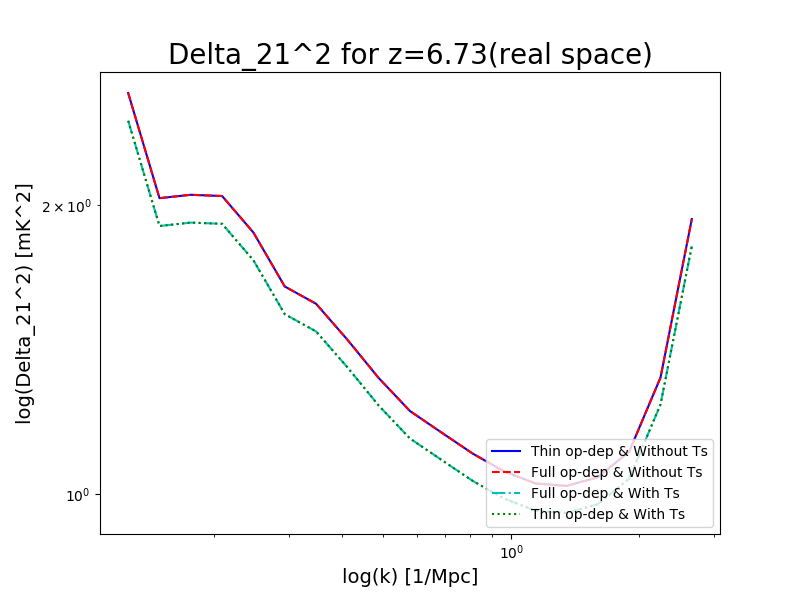 Delta_21^2 for z=6.73(real space)
log(Delta_21^2) [mK^2]
2 × 10⁰
10⁰
Thin op-dep & Without Ts
Full op-dep & Without Ts
Full op-dep & With Ts
Thin op-dep & With Ts
10⁰
log(k) [1/Mpc]